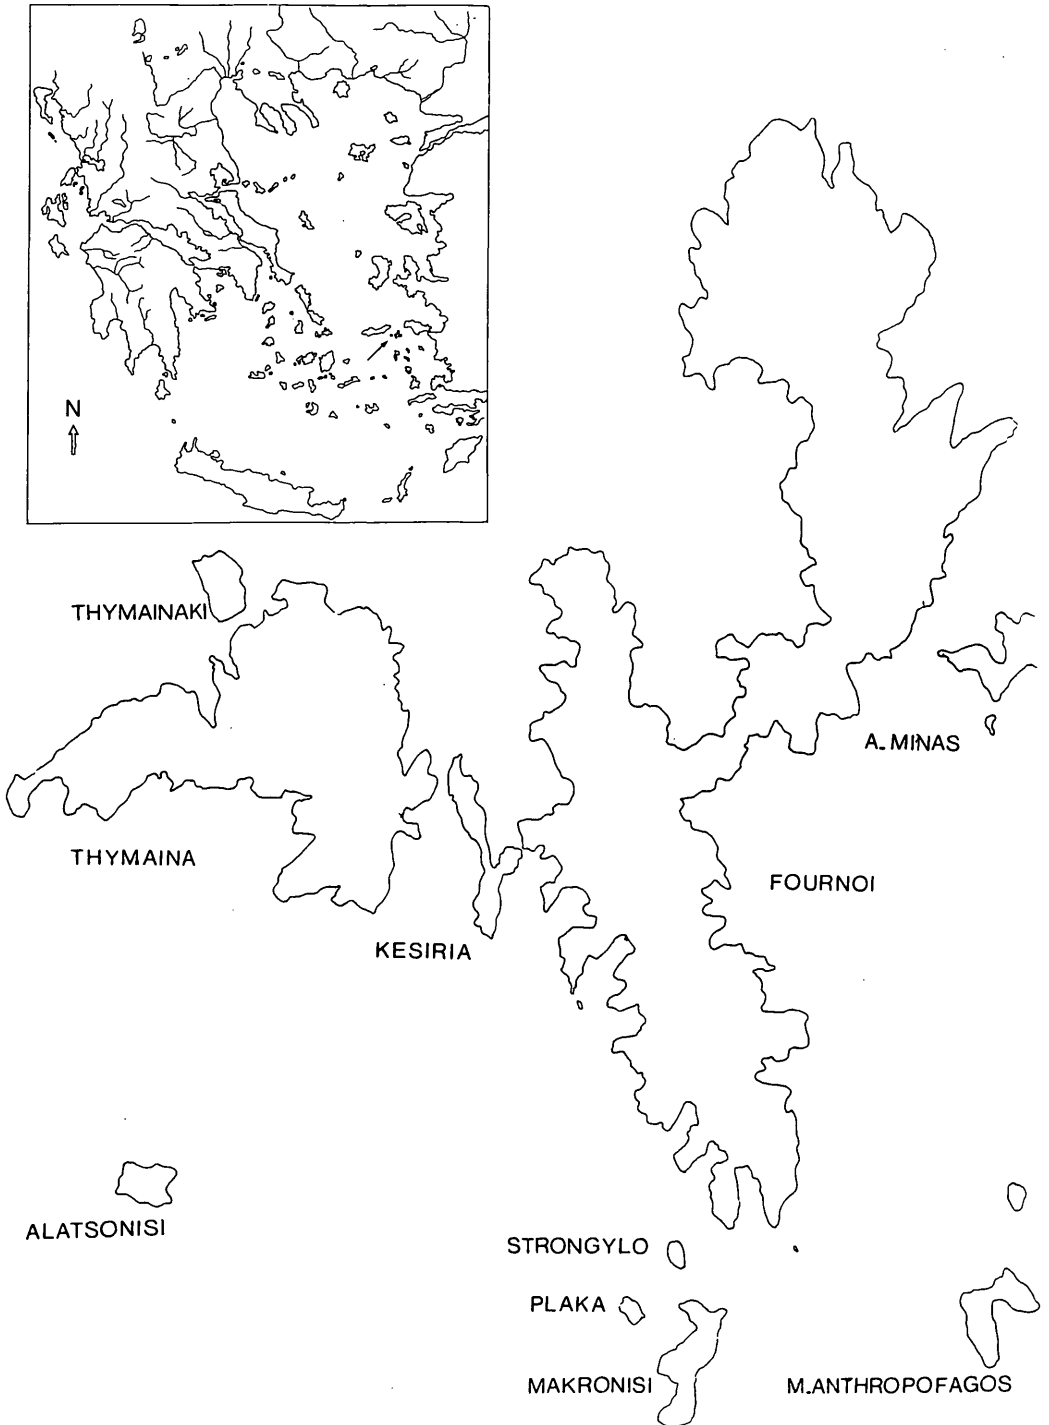 N
THYMAINAKI
A. MINAS
THYMAINA
FOURNOI
KESIRIA
ALATSONISI
STRONGYLO
PLAKA
MAKRONISI
M.ANTHROPOFAGOS